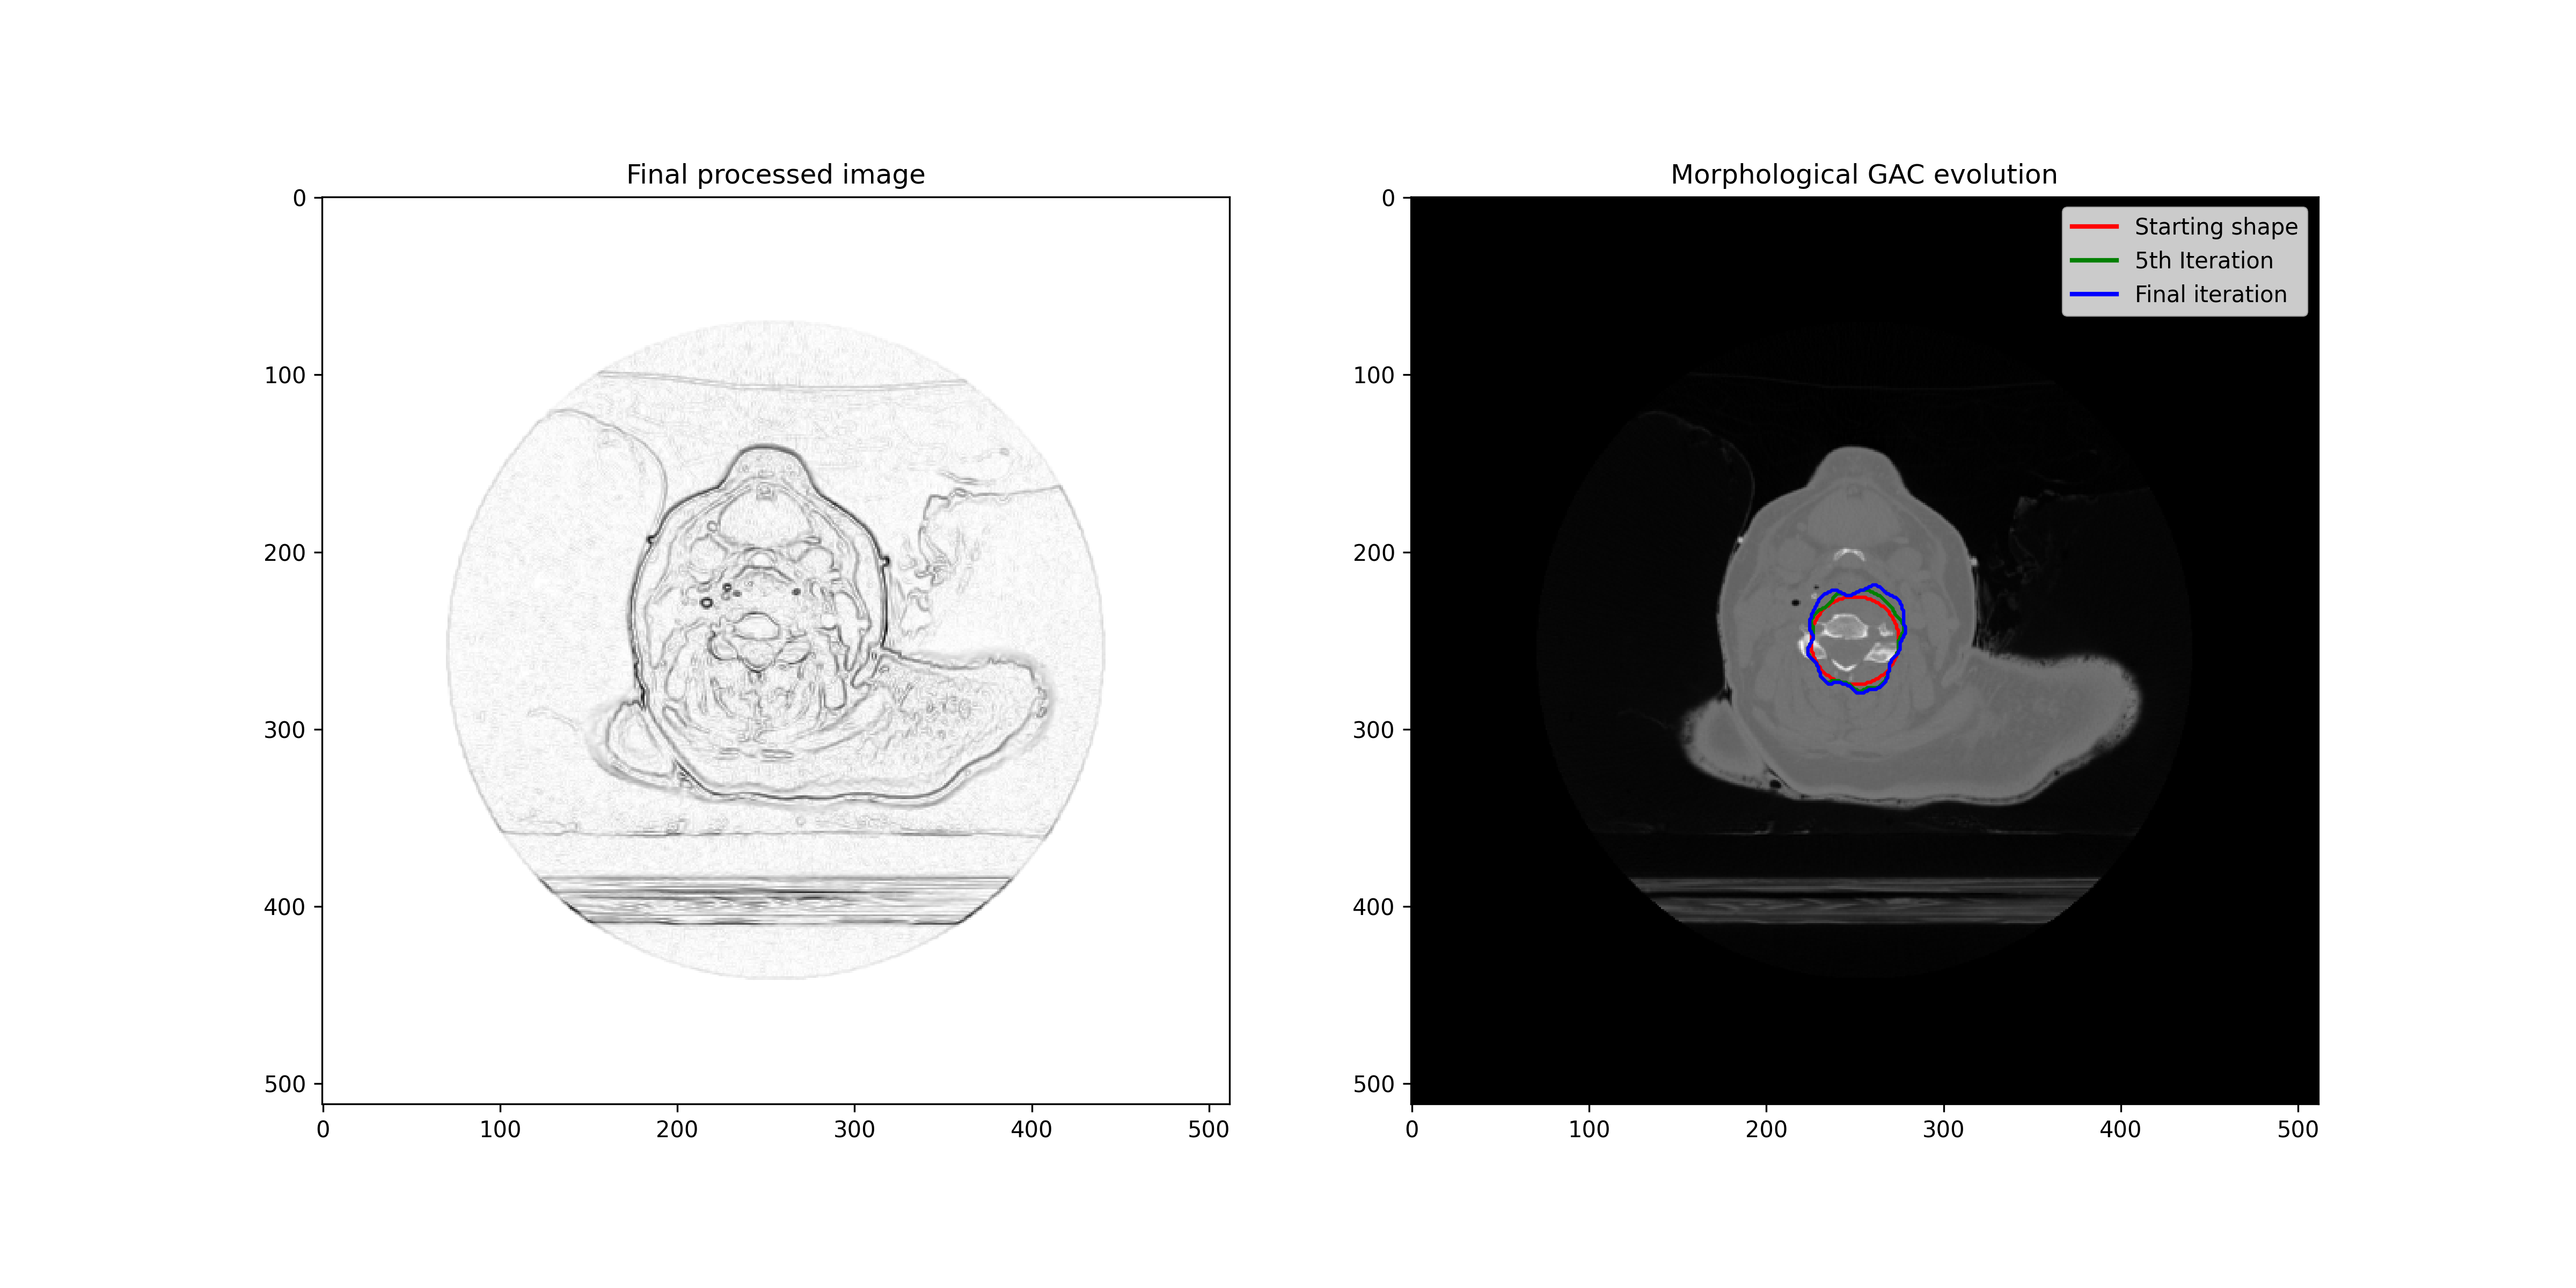 Final processed image
0
100
200
300
400
500
0 100 200 300 400 500
Morphological GAC evolution
Starting shape
5th Iteration
Final iteration
0
100
200
300
400
500
0 100 200 300 400 500